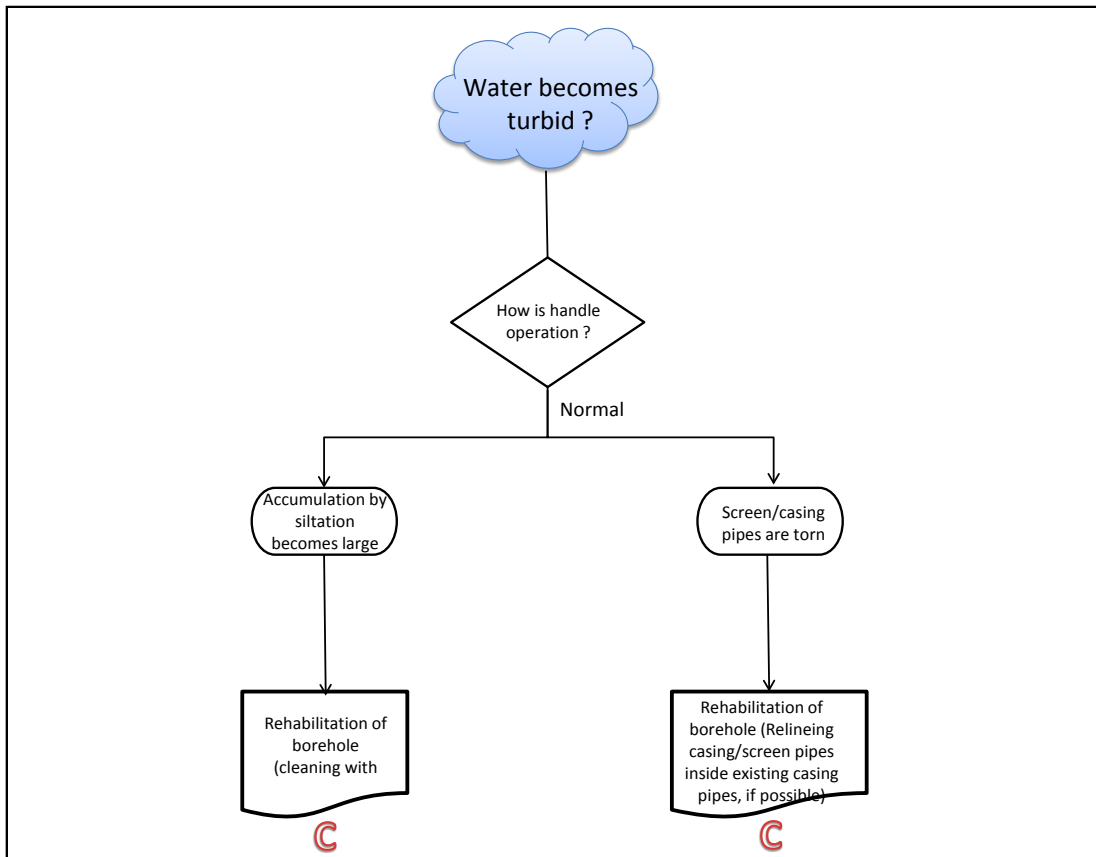 Water becomes
turbid ?
How is handle
operation ?
Normal
Accumulation by
siltation
becomes large
Screen/casing
pipes are torn
Rehabilitation of
borehole
(cleaning with
Rehabilitation of
borehole (Relineing
casing/screen pipes
inside existing casing
pipes, if possible)
C
C